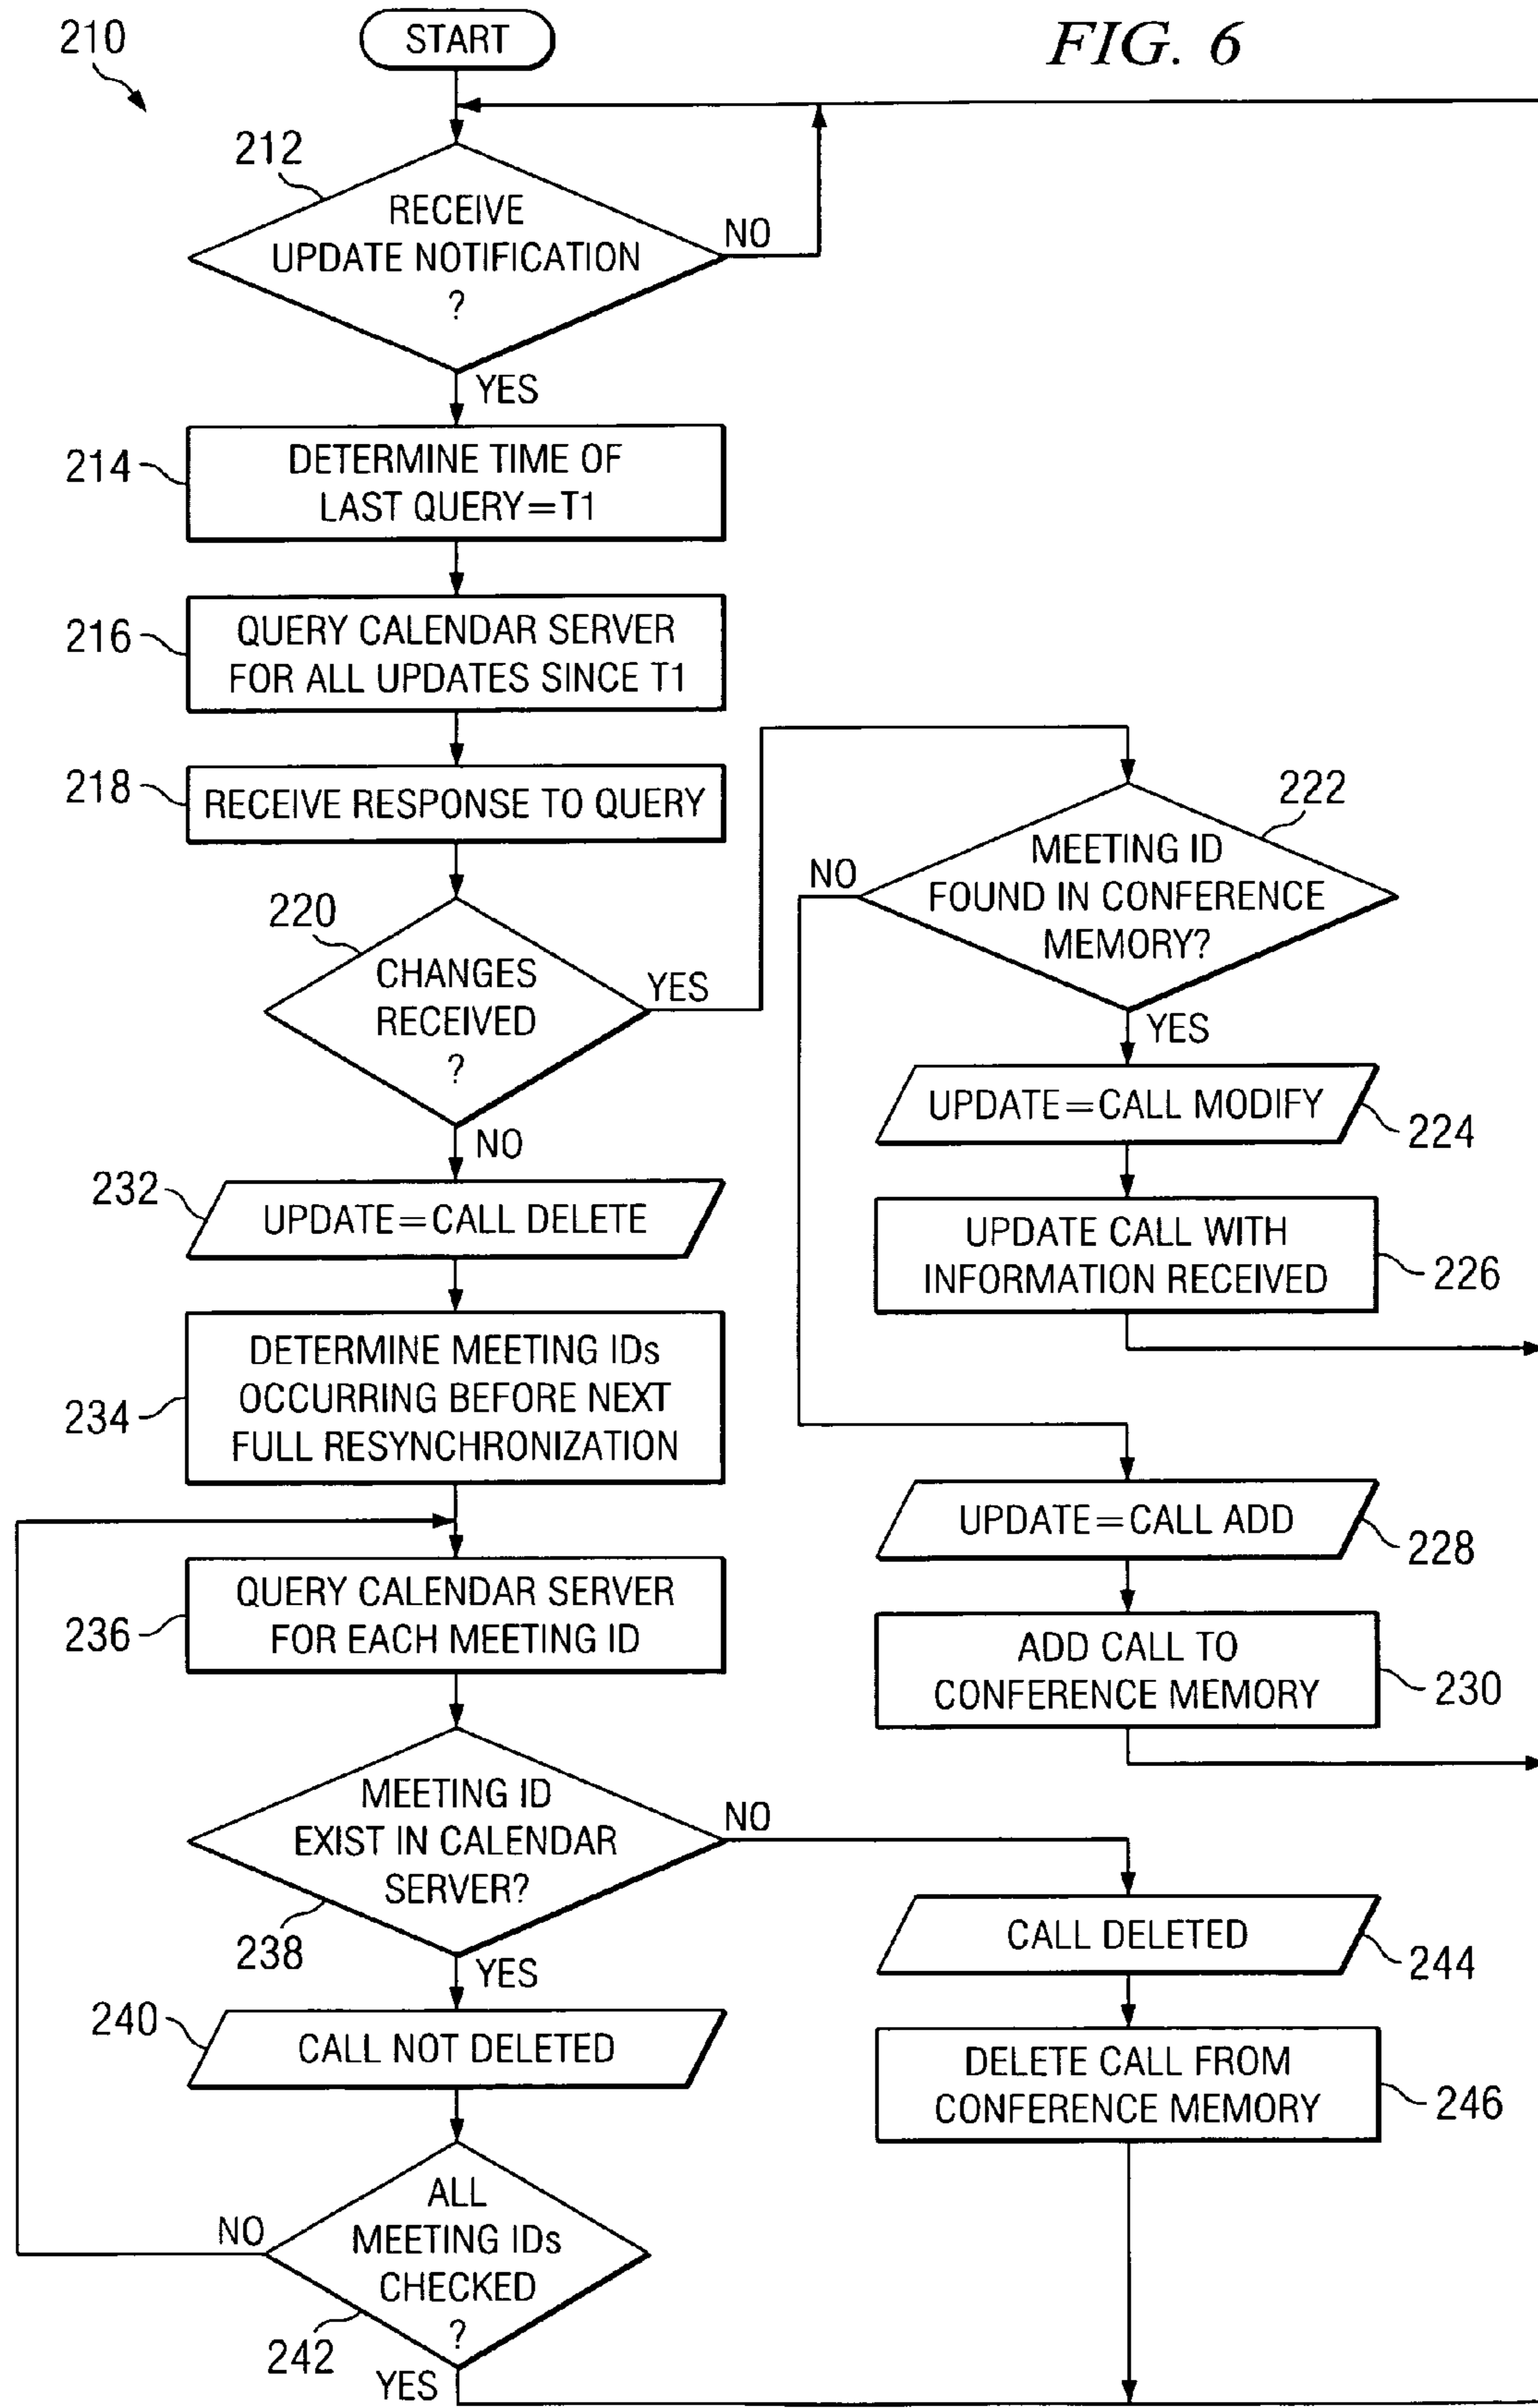 FIG. 6
210
START
212
RECEIVE
UPDATE NOTIFICATION
?
NO
YES
214
DETERMINE TIME OF
LAST QUERY=T1
216
QUERY CALENDAR SERVER
FOR ALL UPDATES SINCE T1
218
RECEIVE RESPONSE TO QUERY
220
CHANGES
RECEIVED
?
YES
NO
222
MEETING ID
FOUND IN CONFERENCE
MEMORY?
NO
YES
UPDATE=CALL MODIFY
224
UPDATE CALL WITH
INFORMATION RECEIVED
226
UPDATE=CALL ADD
228
ADD CALL TO
CONFERENCE MEMORY
230
232
UPDATE=CALL DELETE
234
DETERMINE MEETING IDs
OCCURRING BEFORE NEXT
FULL RESYNCHRONIZATION
236
QUERY CALENDAR SERVER
FOR EACH MEETING ID
MEETING ID
EXIST IN CALENDAR
SERVER?
238
NO
YES
240
CALL NOT DELETED
ALL
MEETING IDs
CHECKED
?
242
NO
YES
CALL DELETED
244
DELETE CALL FROM
CONFERENCE MEMORY
246